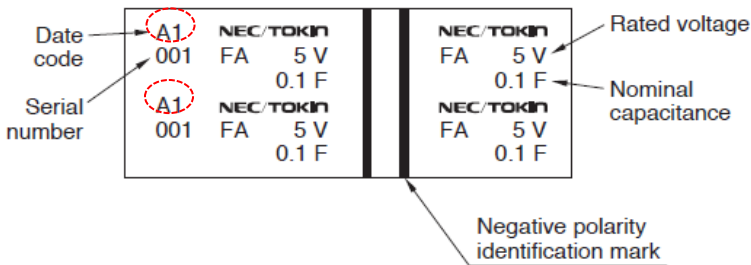 Date code
A1 NEC/TOKIN
001 FA 5 V
0.1 F
Serial number
A1 NEC/TOKIN
001 FA 5 V
0.1 F
NEC/TOKIN
FA 5 V
0.1 F
NEC/TOKIN
FA 5 V
0.1 F
Rated voltage
Nominal
capacitance
Negative polarity
identification mark